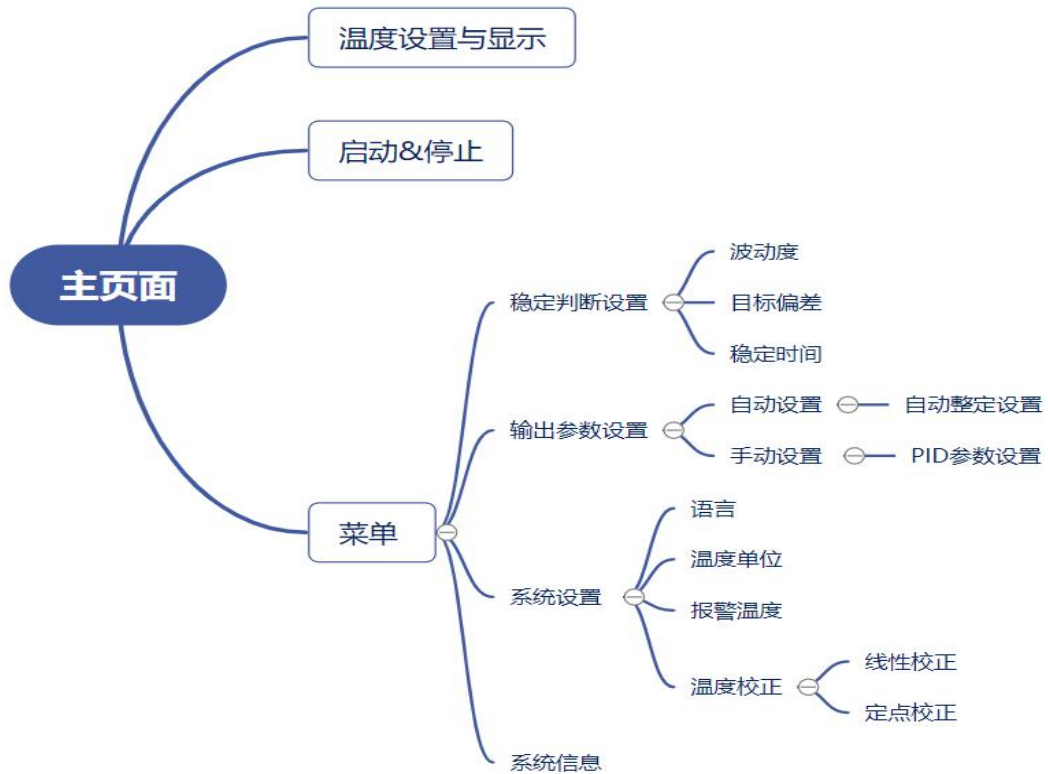 温度设置与显示
启动&停止
主页面
菜单
稳定判断设置
波动度
目标偏差
稳定时间
输出参数设置
自动设置
自动整定设置
手动设置
PID参数设置
系统设置
语言
温度单位
报警温度
温度校正
线性校正
定点校正
系统信息